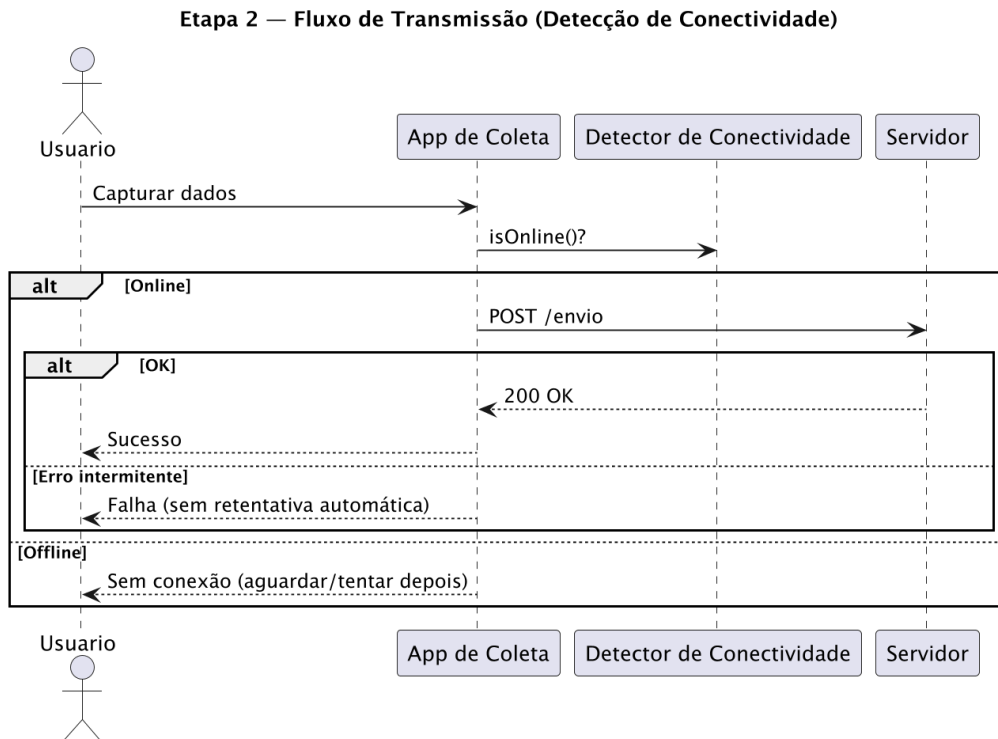 Etapa 2 — Fluxo de Transmissão (Detecção de Conectividade)
Usuario
App de Coleta
Detector de Conectividade
Servidor
Capturar dados
isOnline()?
alt [Online]
POST /envio
alt [OK]
200 OK
Sucesso
[Erro intermitente]
Falha (sem retentativa automática)
[Offline]
Sem conexão (aguardar/tentar depois)
Usuario
App de Coleta
Detector de Conectividade
Servidor